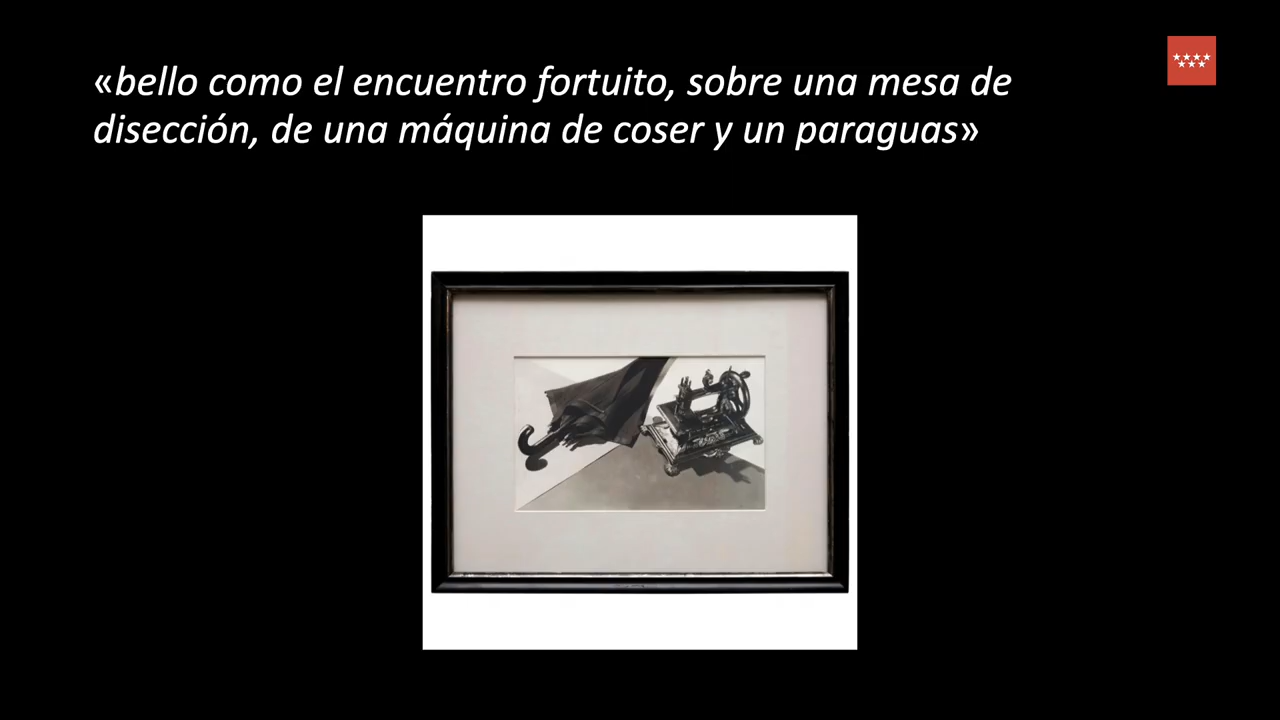 «bello como el encuentro fortuito, sobre una mesa de
disección, de una máquina de coser y un paraguas»